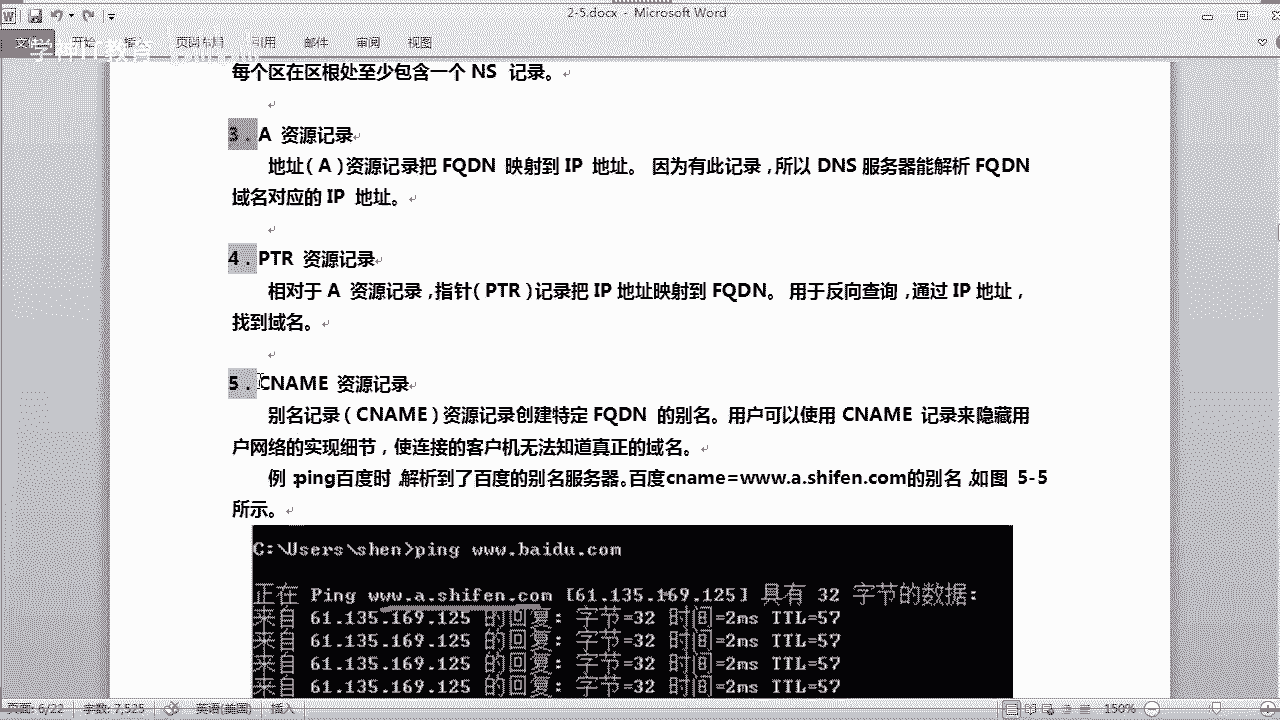 2-5.docx - Microsoft Word
页面布局 引用 邮件 审阅 视图
学神IT教育
每个区在区根处至少包含一个 NS 记录。
3．A 资源记录
地址（ A ）资源记录把 FQDN 映射到 IP 地址。 因为有此记录，所以 DNS 服务器能解析 FQDN
域名对应的 IP 地址。
4．PTR 资源记录
相对于 A 资源记录，指针（ PTR ）记录把 IP 地址映射到 FQDN。 用于反向查询，通过 IP 地址，
找到域名。
5．CNAME 资源记录
别名记录（ CNAME ）资源记录创建特定 FQDN 的别名。用户可以使用 CNAME 记录来隐藏用
户网络的实现细节，使连接的客户机无法知道真正的域名。
例：ping百度时，解析到了百度的别名服务器。百度cname=www.a.shifen.com的别名，如图 5-5
所示。
C:\Users\shen>ping www.baidu.com
正在 Ping www.a.shifen.com [61.135.169.125] 具有 32 字节的数据:
来自 61.135.169.125 的回复: 字节=32 时间=2ms TTL=57
来自 61.135.169.125 的回复: 字节=32 时间=2ms TTL=57
来自 61.135.169.125 的回复: 字节=32 时间=2ms TTL=57
来自 61.135.169.125 的回复: 字节=32 时间=2ms TTL=57
页面: 6/22 字数: 7,525 英语(美国) 插入 150%